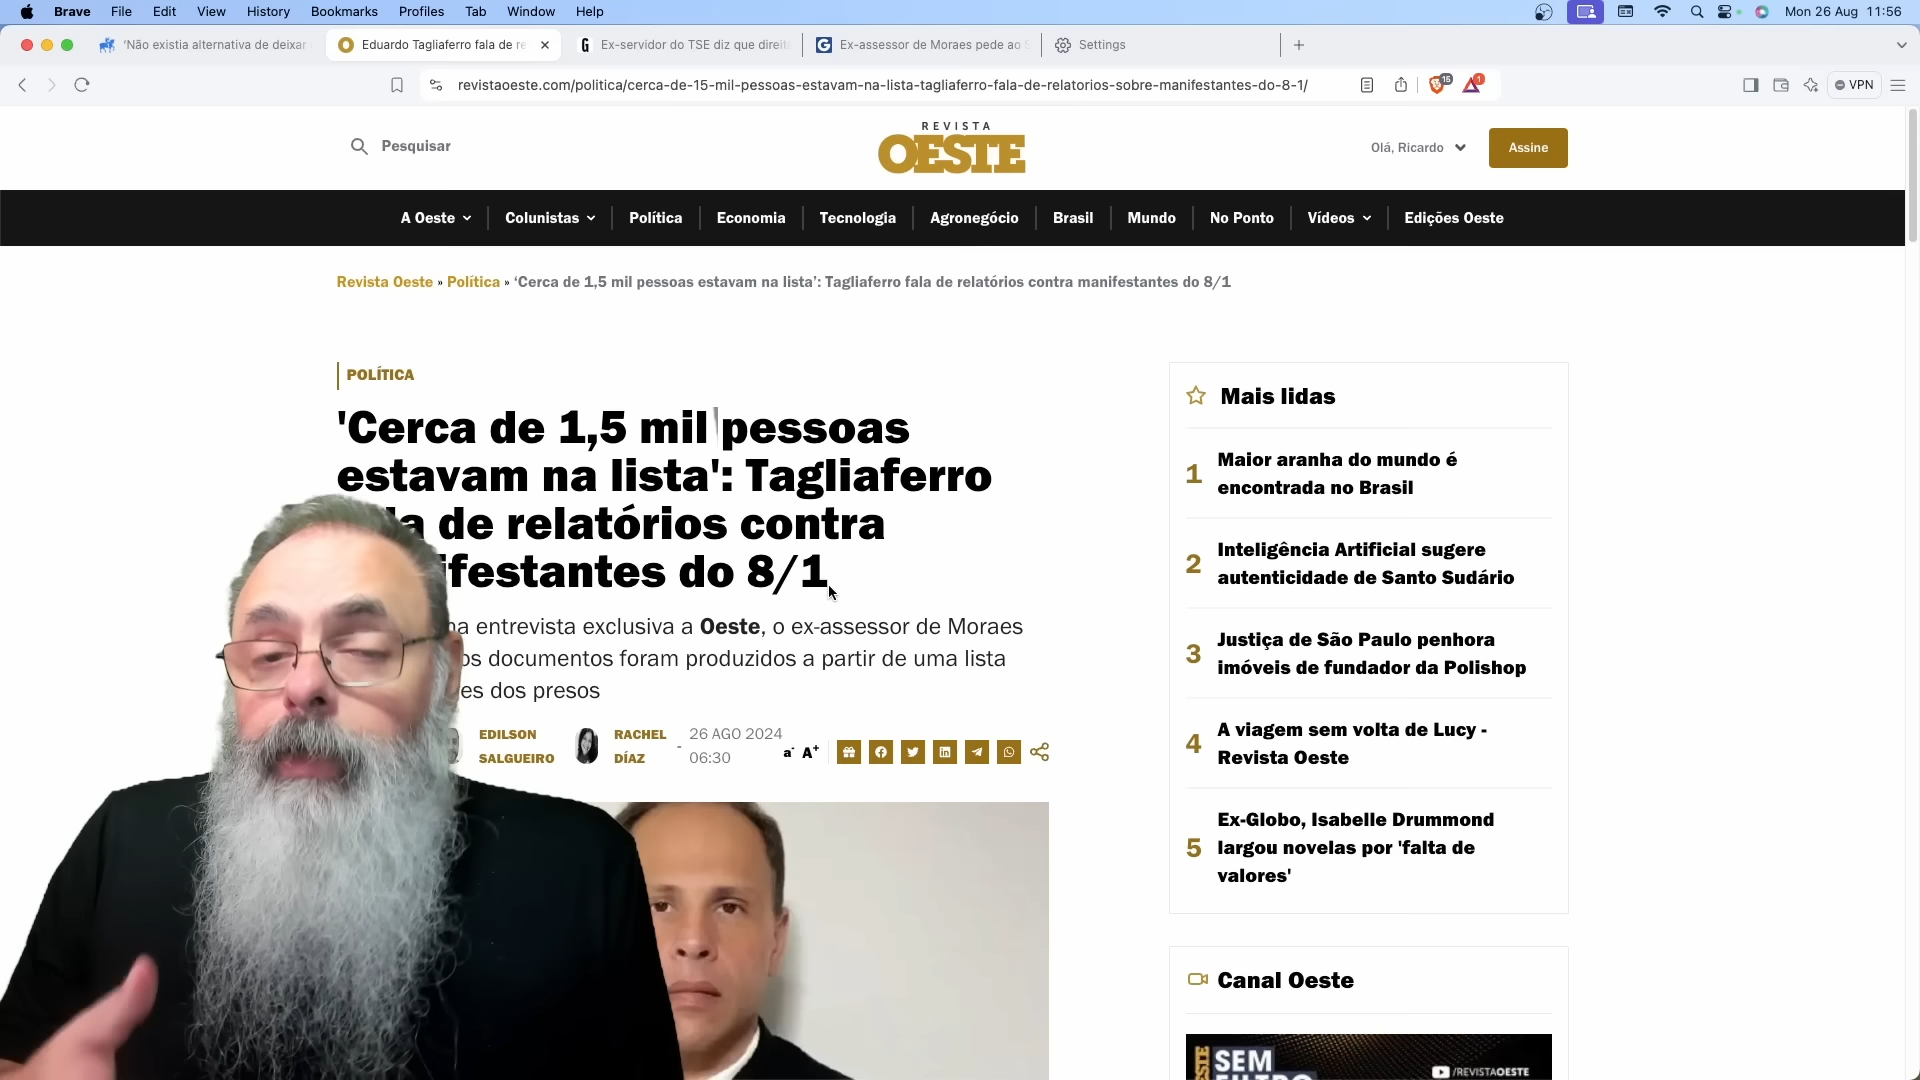 Brave File Edit View History Bookmarks Profiles Tab Window Help Mon 26 Aug 11:56
'Não existia alternativa de deixar Eduardo Tagliaferro fala de re Ex-servidor do TSE diz que direit Ex-assessor de Moraes pede ao S Settings
revistaoeste.com/politica/cerca-de-15-mil-pessoas-estavam-na-lista-tagliaferro-fala-de-relatorios-sobre-manifestantes-do-8-1/ 15 1 VPN
Pesquisar
REVISTA
OESTE
Olá, Ricardo
Assine
A Oeste Colunistas Política Economia Tecnologia Agronegócio Brasil Mundo No Ponto Vídeos Edições Oeste
Revista Oeste » Política » ‘Cerca de 1,5 mil pessoas estavam na lista’: Tagliaferro fala de relatórios contra manifestantes do 8/1
POLÍTICA
'Cerca de 1,5 mil pessoas
estavam na lista': Tagliaferro
la de relatórios contra
ifestantes do 8/1
na entrevista exclusiva a Oeste, o ex-assessor de Moraes
os documentos foram produzidos a partir de uma lista
es dos presos
EDILSON
SALGUEIRO
RACHEL
DÍAZ
- 26 AGO 2024
06:30
a- A+
Mais lidas
1 Maior aranha do mundo é
encontrada no Brasil
2 Inteligência Artificial sugere
autenticidade de Santo Sudário
3 Justiça de São Paulo penhora
imóveis de fundador da Polishop
4 A viagem sem volta de Lucy -
Revista Oeste
5 Ex-Globo, Isabelle Drummond
largou novelas por 'falta de
valores'
Canal Oeste
OESTE
SEM
FILTRO
/REVISTAOESTE